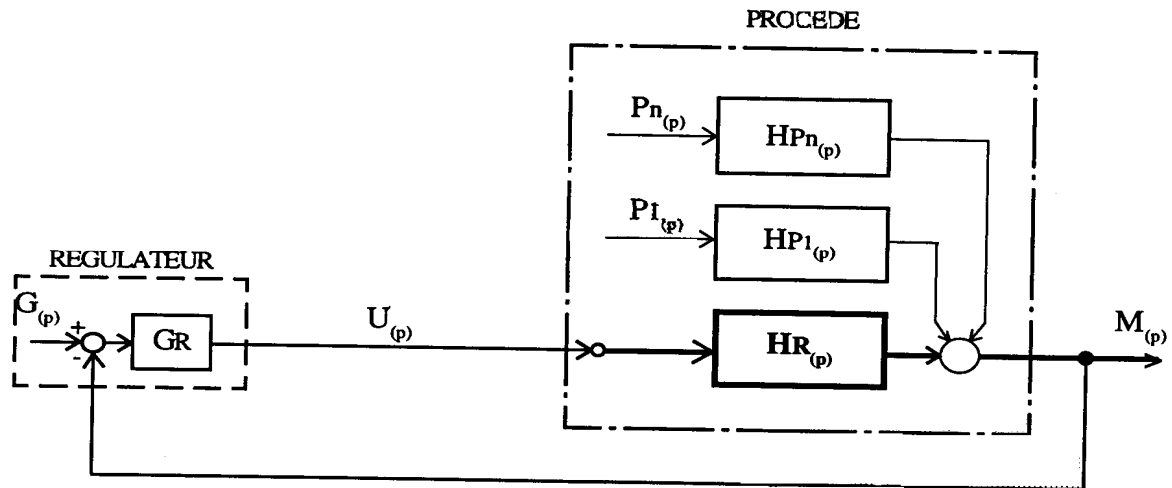 PROCEDE
Pn(p)
HPn(p)
P1(p)
HP1(p)
REGULATEUR
G(p)
+
-
GR
U(p)
HR(p)
M(p)